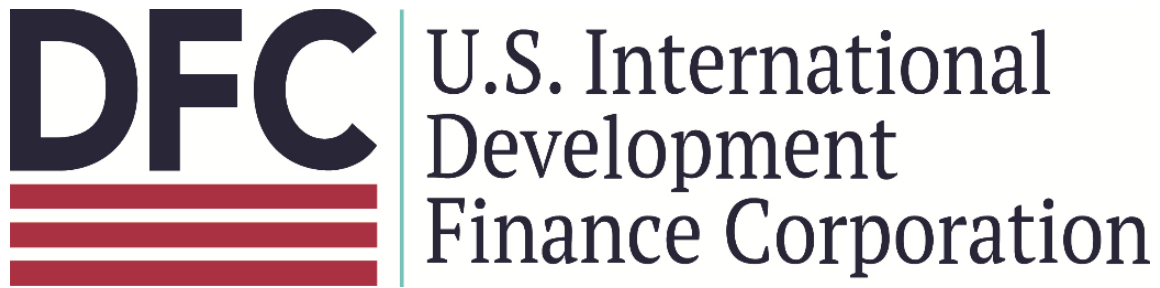 DFC
U.S. International
Development
Finance Corporation